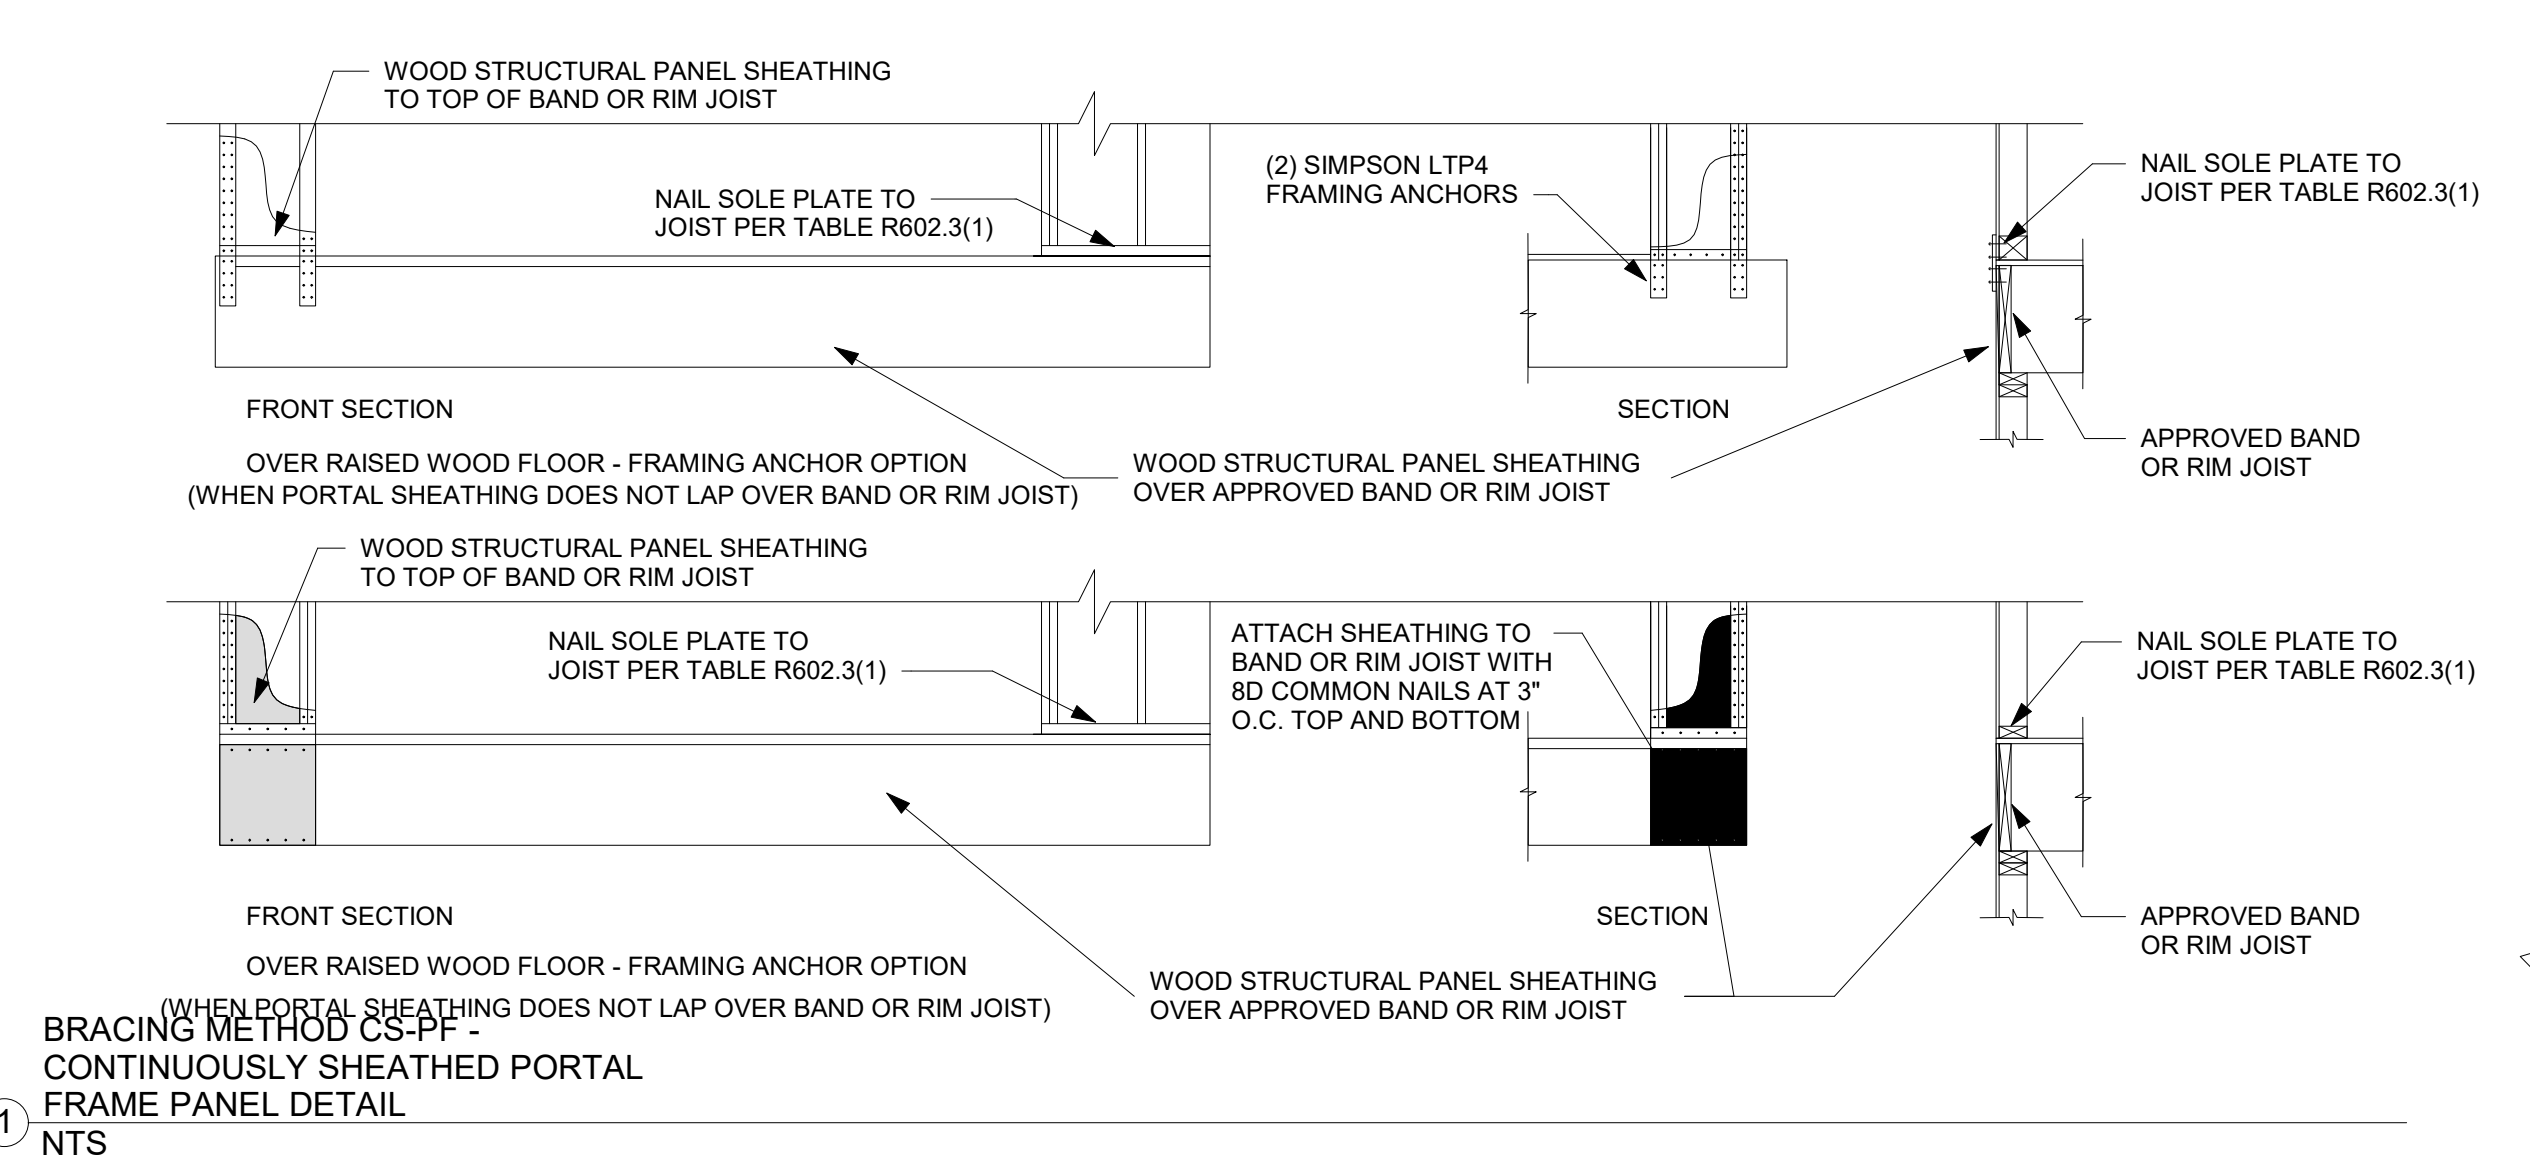 WOOD STRUCTURAL PANEL SHEATHING
TO TOP OF BAND OR RIM JOIST
NAIL SOLE PLATE TO
JOIST PER TABLE R602.3(1)
(2) SIMPSON LTP4
FRAMING ANCHORS
NAIL SOLE PLATE TO
JOIST PER TABLE R602.3(1)
FRONT SECTION
SECTION
OVER RAISED WOOD FLOOR - FRAMING ANCHOR OPTION
(WHEN PORTAL SHEATHING DOES NOT LAP OVER BAND OR RIM JOIST)
WOOD STRUCTURAL PANEL SHEATHING
OVER APPROVED BAND OR RIM JOIST
APPROVED BAND
OR RIM JOIST
WOOD STRUCTURAL PANEL SHEATHING
TO TOP OF BAND OR RIM JOIST
NAIL SOLE PLATE TO
JOIST PER TABLE R602.3(1)
ATTACH SHEATHING TO
BAND OR RIM JOIST WITH
8D COMMON NAILS AT 3"
O.C. TOP AND BOTTOM
NAIL SOLE PLATE TO
JOIST PER TABLE R602.3(1)
FRONT SECTION
SECTION
OVER RAISED WOOD FLOOR - FRAMING ANCHOR OPTION
(WHEN PORTAL SHEATHING DOES NOT LAP OVER BAND OR RIM JOIST)
WOOD STRUCTURAL PANEL SHEATHING
OVER APPROVED BAND OR RIM JOIST
APPROVED BAND
OR RIM JOIST
BRACING METHOD CS-PF -
CONTINUOUSLY SHEATHED PORTAL
FRAME PANEL DETAIL
1
NTS